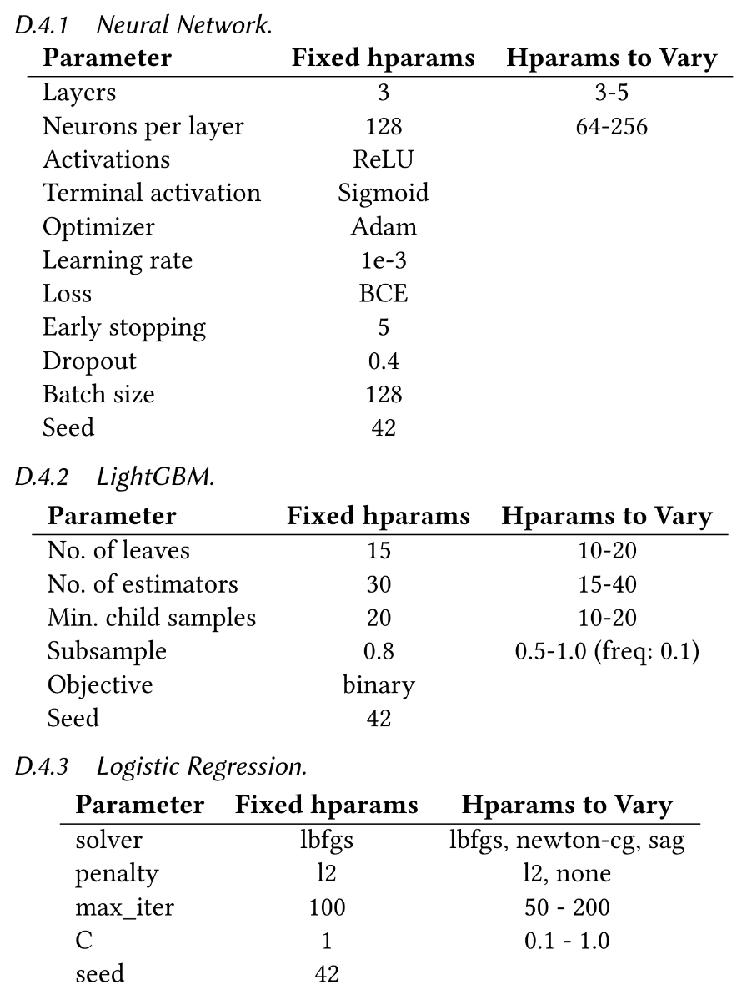 D.4.1 Neural Network.
Parameter Fixed hparams Hparams to Vary
Layers 3 3-5
Neurons per layer 128 64-256
Activations ReLU
Terminal activation Sigmoid
Optimizer Adam
Learning rate 1e-3
Loss BCE
Early stopping 5
Dropout 0.4
Batch size 128
Seed 42
D.4.2 LightGBM.
Parameter Fixed hparams Hparams to Vary
No. of leaves 15 10-20
No. of estimators 30 15-40
Min. child samples 20 10-20
Subsample 0.8 0.5-1.0 (freq: 0.1)
Objective binary
Seed 42
D.4.3 Logistic Regression.
Parameter Fixed hparams Hparams to Vary
solver lbfgs lbfgs, newton-cg, sag
penalty l2 l2, none
max_iter 100 50 - 200
C 1 0.1 - 1.0
seed 42